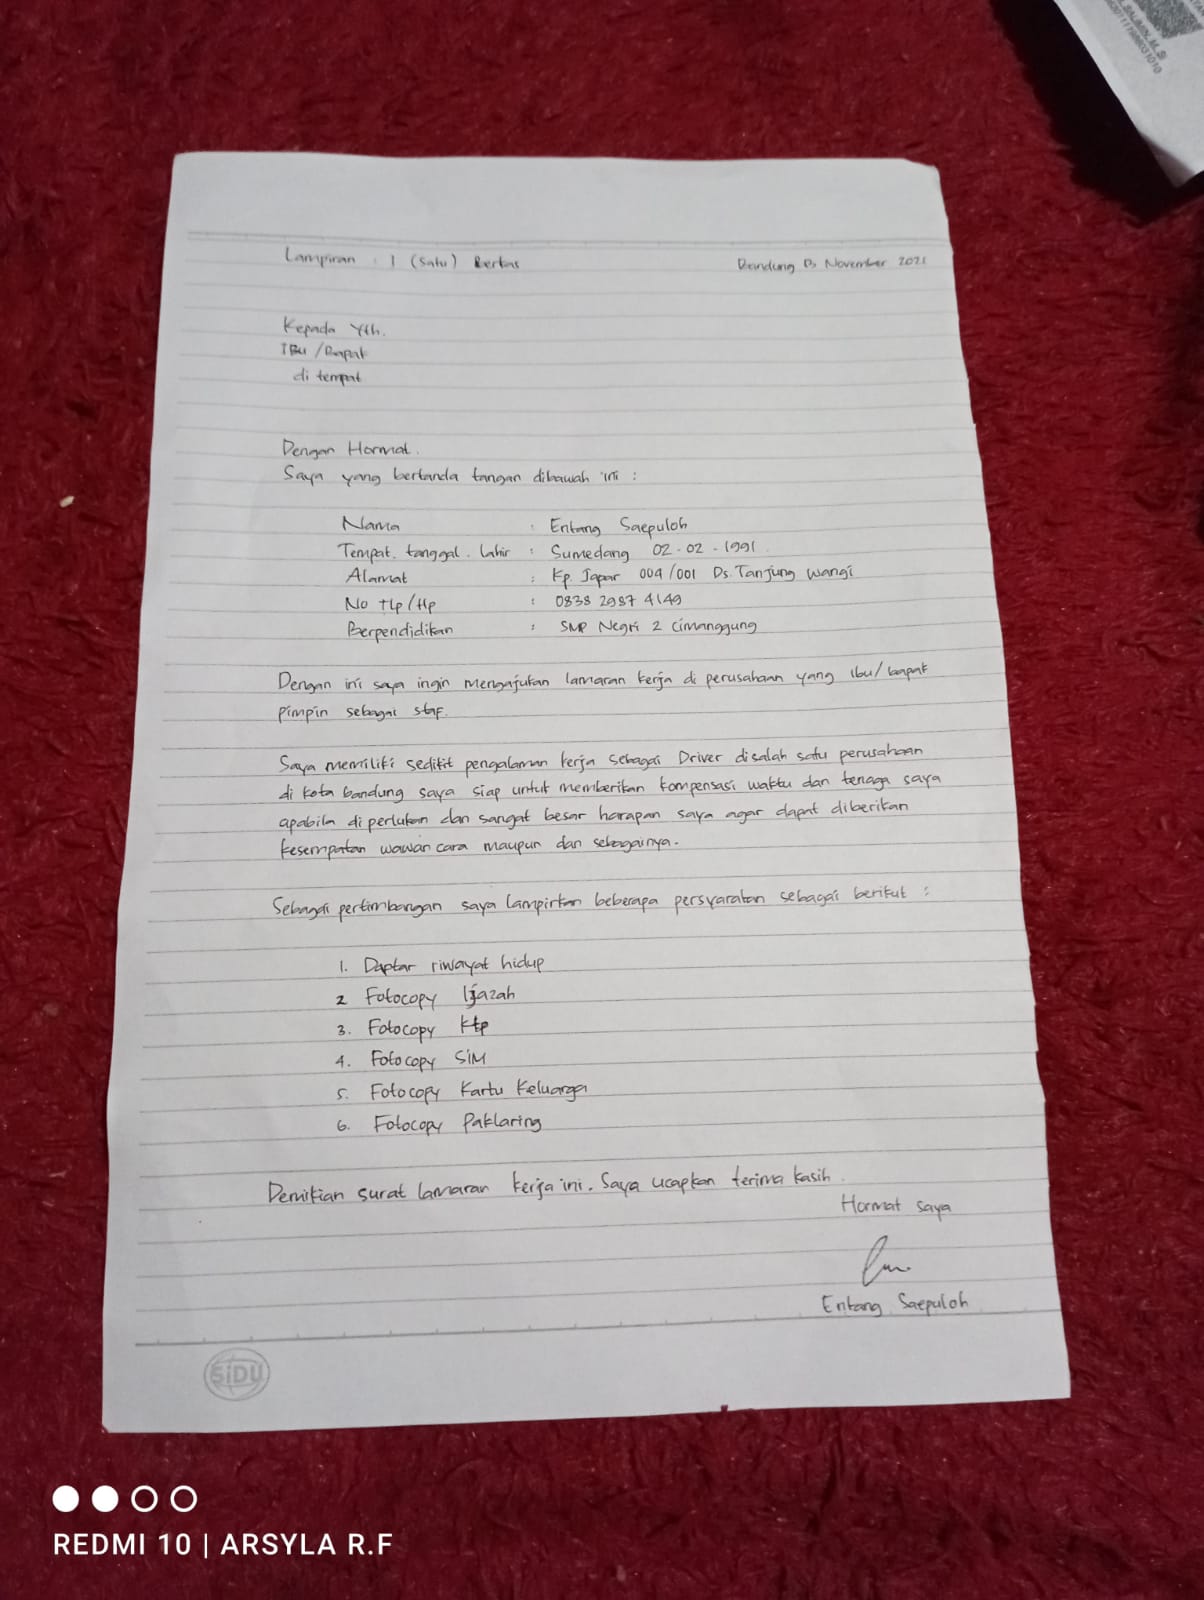 Lampiran : 1 (Satu) Berkas
Bandung 13 November 2021
Kepada Yth.
IBu /Bapak
di tempat
Dengan Hormat.
Saya yang bertanda tangan dibawah ini :
Nama : Entang Saepuloh
Tempat. tanggal. Lahir : Sumedang 02-02-1991
Alamat : Kp. Japar 004/001 Ds. Tanjung Wangi
No tlp/Hp : 0838 2987 4149
Berpendidikan : SMP Negri 2 Cimanggung
Dengan ini saya ingin mengajukan lamaran kerja di perusahaan yang ibu/bapak
pimpin sebagai staf.
Saya memiliki sedikit pengalaman kerja sebagai Driver disalah satu perusahaan
di kota bandung saya siap untuk memberikan kompensasi waktu dan tenaga saya
apabila di perlukan dan sangat besar harapan saya agar dapat diberikan
kesempatan wawan cara maupun dan sebagainya.
Sebagai pertimbangan saya lampirkan beberapa persyaratan sebagai berikut :
1. Daptar riwayat hidup
2 Fotocopy Ijazah
3. Fotocopy Ktp
4. Fotocopy SIM
5. Fotocopy Kartu Keluarga
6. Fotocopy Paklaring
Demikian surat lamaran kerja ini. Saya ucapkan terima kasih.
Hormat saya
Entang Saepuloh
SiDU
REDMI 10 | ARSYLA R.F